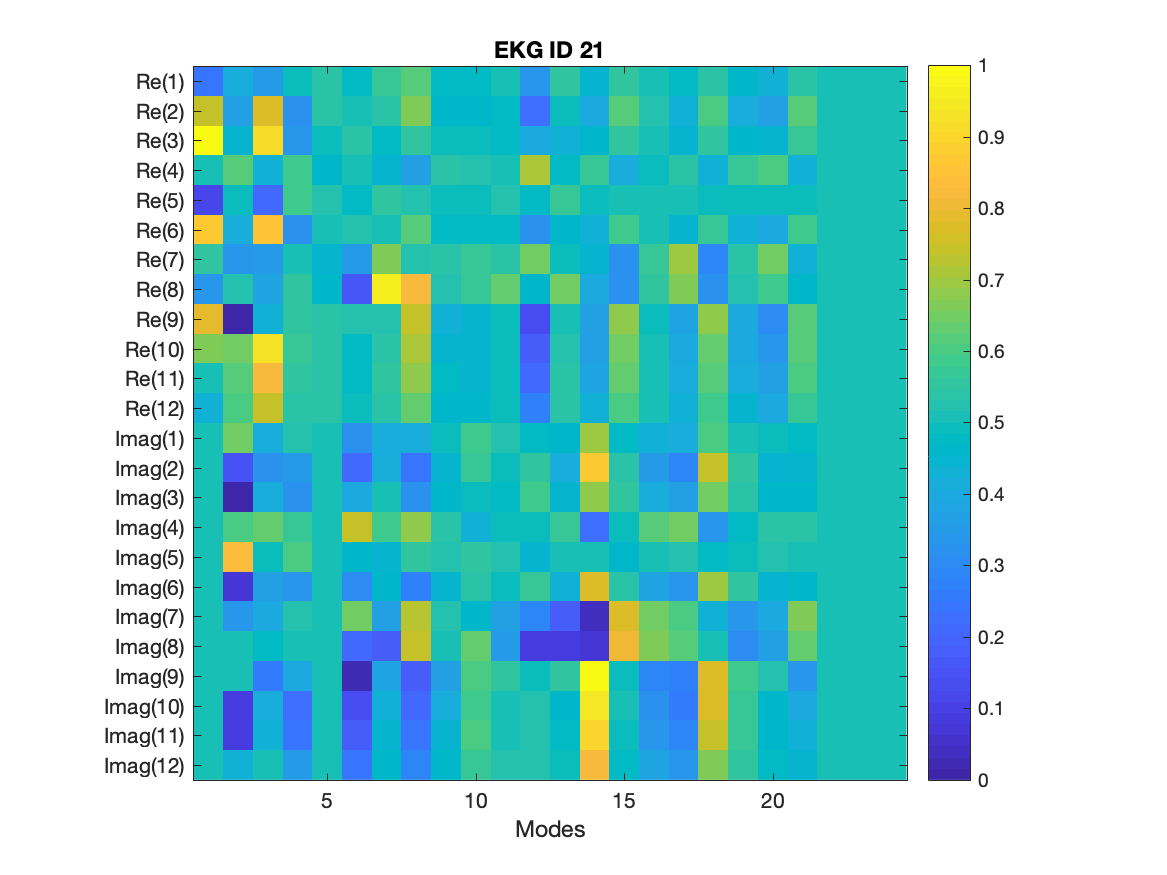 EKG ID 21
Re(1)
Re(2)
Re(3)
Re(4)
Re(5)
Re(6)
Re(7)
Re(8)
Re(9)
Re(10)
Re(11)
Re(12)
Imag(1)
Imag(2)
Imag(3)
Imag(4)
Imag(5)
Imag(6)
Imag(7)
Imag(8)
Imag(9)
Imag(10)
Imag(11)
Imag(12)
5 10 15 20
Modes
1
0.9
0.8
0.7
0.6
0.5
0.4
0.3
0.2
0.1
0